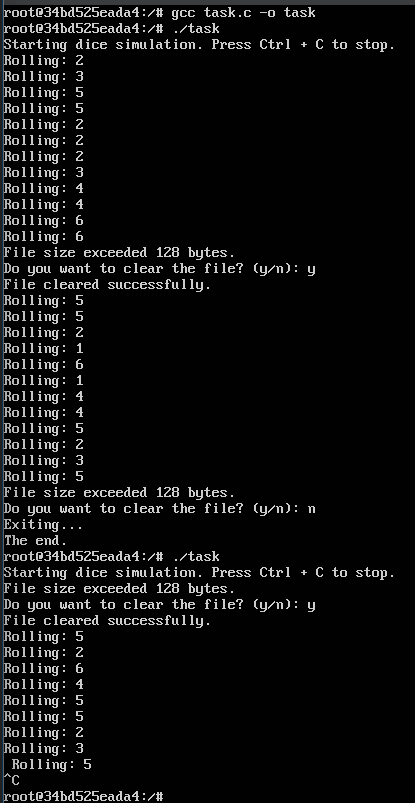 root@34bd525eada4:/# gcc task.c -o task
root@34bd525eada4:/# ./task
Starting dice simulation. Press Ctrl + C to stop.
Rolling: 2
Rolling: 3
Rolling: 5
Rolling: 5
Rolling: 2
Rolling: 2
Rolling: 2
Rolling: 3
Rolling: 4
Rolling: 4
Rolling: 6
Rolling: 6
File size exceeded 128 bytes.
Do you want to clear the file? (y/n): y
File cleared successfully.
Rolling: 5
Rolling: 5
Rolling: 2
Rolling: 1
Rolling: 6
Rolling: 1
Rolling: 4
Rolling: 4
Rolling: 5
Rolling: 2
Rolling: 3
Rolling: 5
File size exceeded 128 bytes.
Do you want to clear the file? (y/n): n
Exiting...
The end.
root@34bd525eada4:/# ./task
Starting dice simulation. Press Ctrl + C to stop.
File size exceeded 128 bytes.
Do you want to clear the file? (y/n): y
File cleared successfully.
Rolling: 5
Rolling: 2
Rolling: 6
Rolling: 4
Rolling: 5
Rolling: 5
Rolling: 2
Rolling: 3
 Rolling: 5
^C
root@34bd525eada4:/#